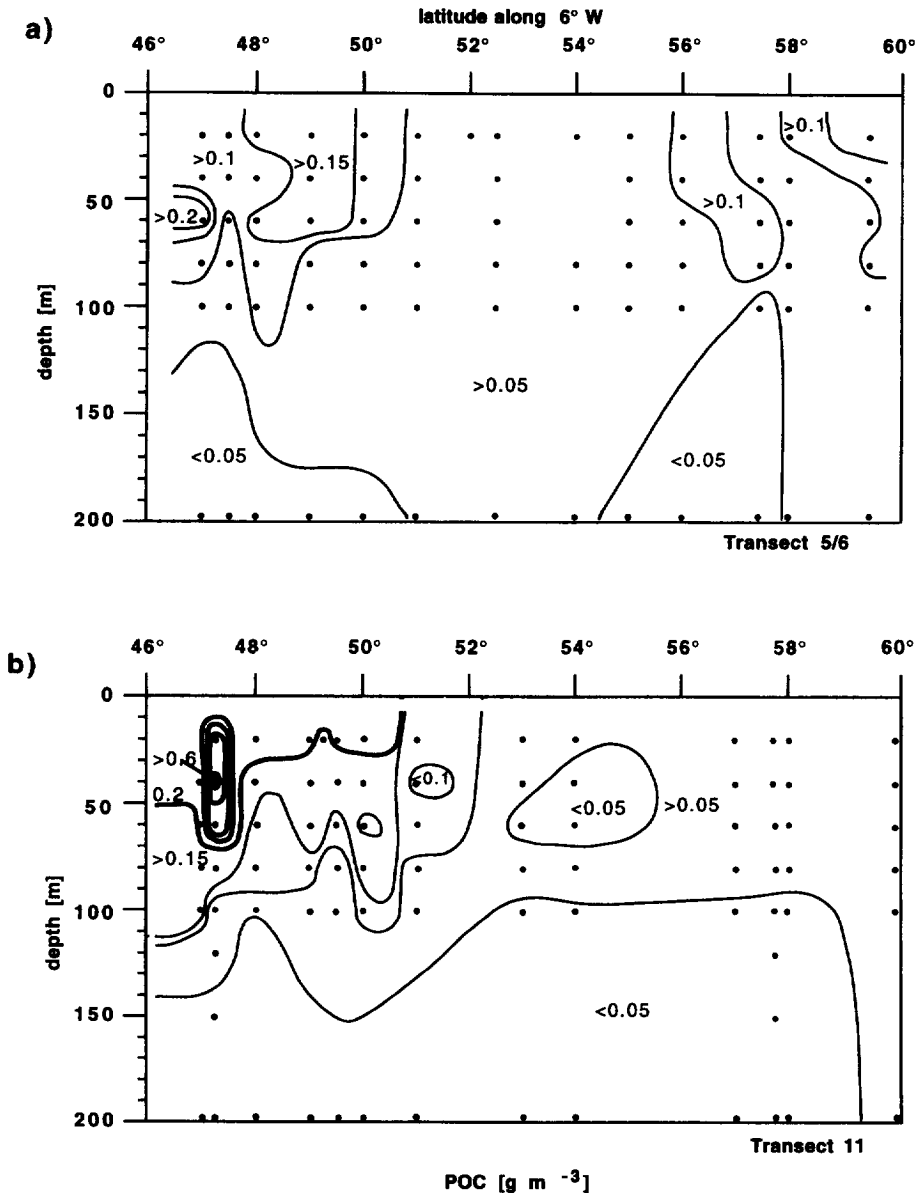 a)
latitude along 6° W
46° 48° 50° 52° 54° 56° 58° 60°
0
50
100
150
200
depth [m]
>0.1
>0.15
>0.2
>0.1
>0.1
>0.05
<0.05
<0.05
Transect 5/6
b)
46° 48° 50° 52° 54° 56° 58° 60°
0
50
100
150
200
depth [m]
>0.6
0.2
>0.15
<0.1
<0.05
>0.05
<0.05
Transect 11
POC [g m -3]